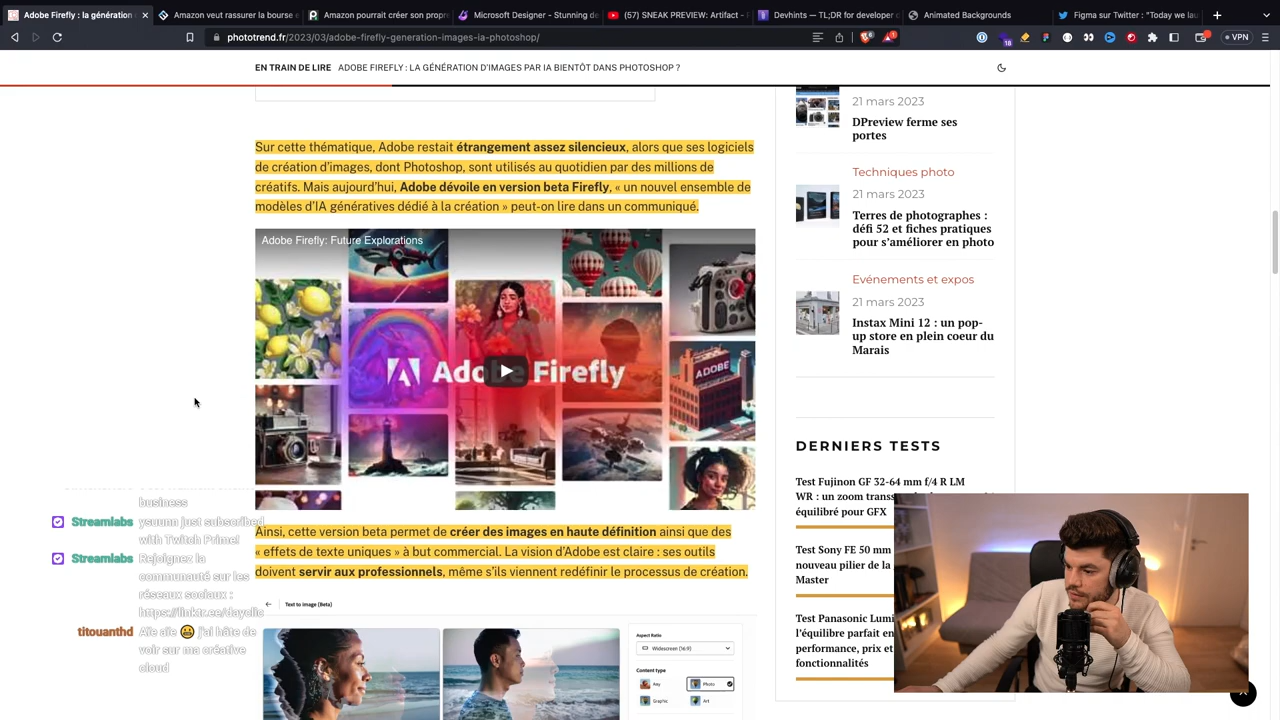 Adobe Firefly : la génération d
Amazon veut rassurer la bourse e
Amazon pourrait créer son propr
Microsoft Designer - Stunning de
(57) SNEAK PREVIEW: Artifact - F
Devhints — TL;DR for developer d
Animated Backgrounds
Figma sur Twitter : "Today we lau
phototrend.fr/2023/03/adobe-firefly-generation-images-ia-photoshop/
VPN
EN TRAIN DE LIRE ADOBE FIREFLY : LA GÉNÉRATION D'IMAGES PAR IA BIENTÔT DANS PHOTOSHOP ?
Sur cette thématique, Adobe restait étrangement assez silencieux, alors que ses logiciels
de création d'images, dont Photoshop, sont utilisés au quotidien par des millions de
créatifs. Mais aujourd'hui, Adobe dévoile en version beta Firefly, « un nouvel ensemble de
modèles d'IA génératives dédié à la création » peut-on lire dans un communiqué.
Adobe Firefly: Future Explorations
Adobe Firefly
ADOBE
Ainsi, cette version beta permet de créer des images en haute définition ainsi que des
« effets de texte uniques » à but commercial. La vision d'Adobe est claire : ses outils
doivent servir aux professionnels, même s'ils viennent redéfinir le processus de création.
Text to image (Beta)
Aspect Ratio
Widescreen (16:9)
Content type
Any
Photo
Graphic
Art
21 mars 2023
DPreview ferme ses
portes
Techniques photo
21 mars 2023
Terres de photographes :
défi 52 et fiches pratiques
pour s'améliorer en photo
Evénements et expos
21 mars 2023
Instax Mini 12 : un pop-
up store en plein coeur du
Marais
DERNIERS TESTS
Test Fujinon GF 32-64 mm f/4 R LM
WR : un zoom transs
équilibré pour GFX
Test Sony FE 50 mm
nouveau pilier de la
Master
Test Panasonic Lumi
l'équilibre parfait en
performance, prix et
fonctionnalités
business
Streamlabs ysuunn just subscribed
with Twitch Prime!
Streamlabs Rejoignez la
communauté sur les
réseaux sociaux :
https://linktr.ee/dayclic
titouanthd Aïe aïe 😀 j'ai hâte de
voir sur ma créative
cloud